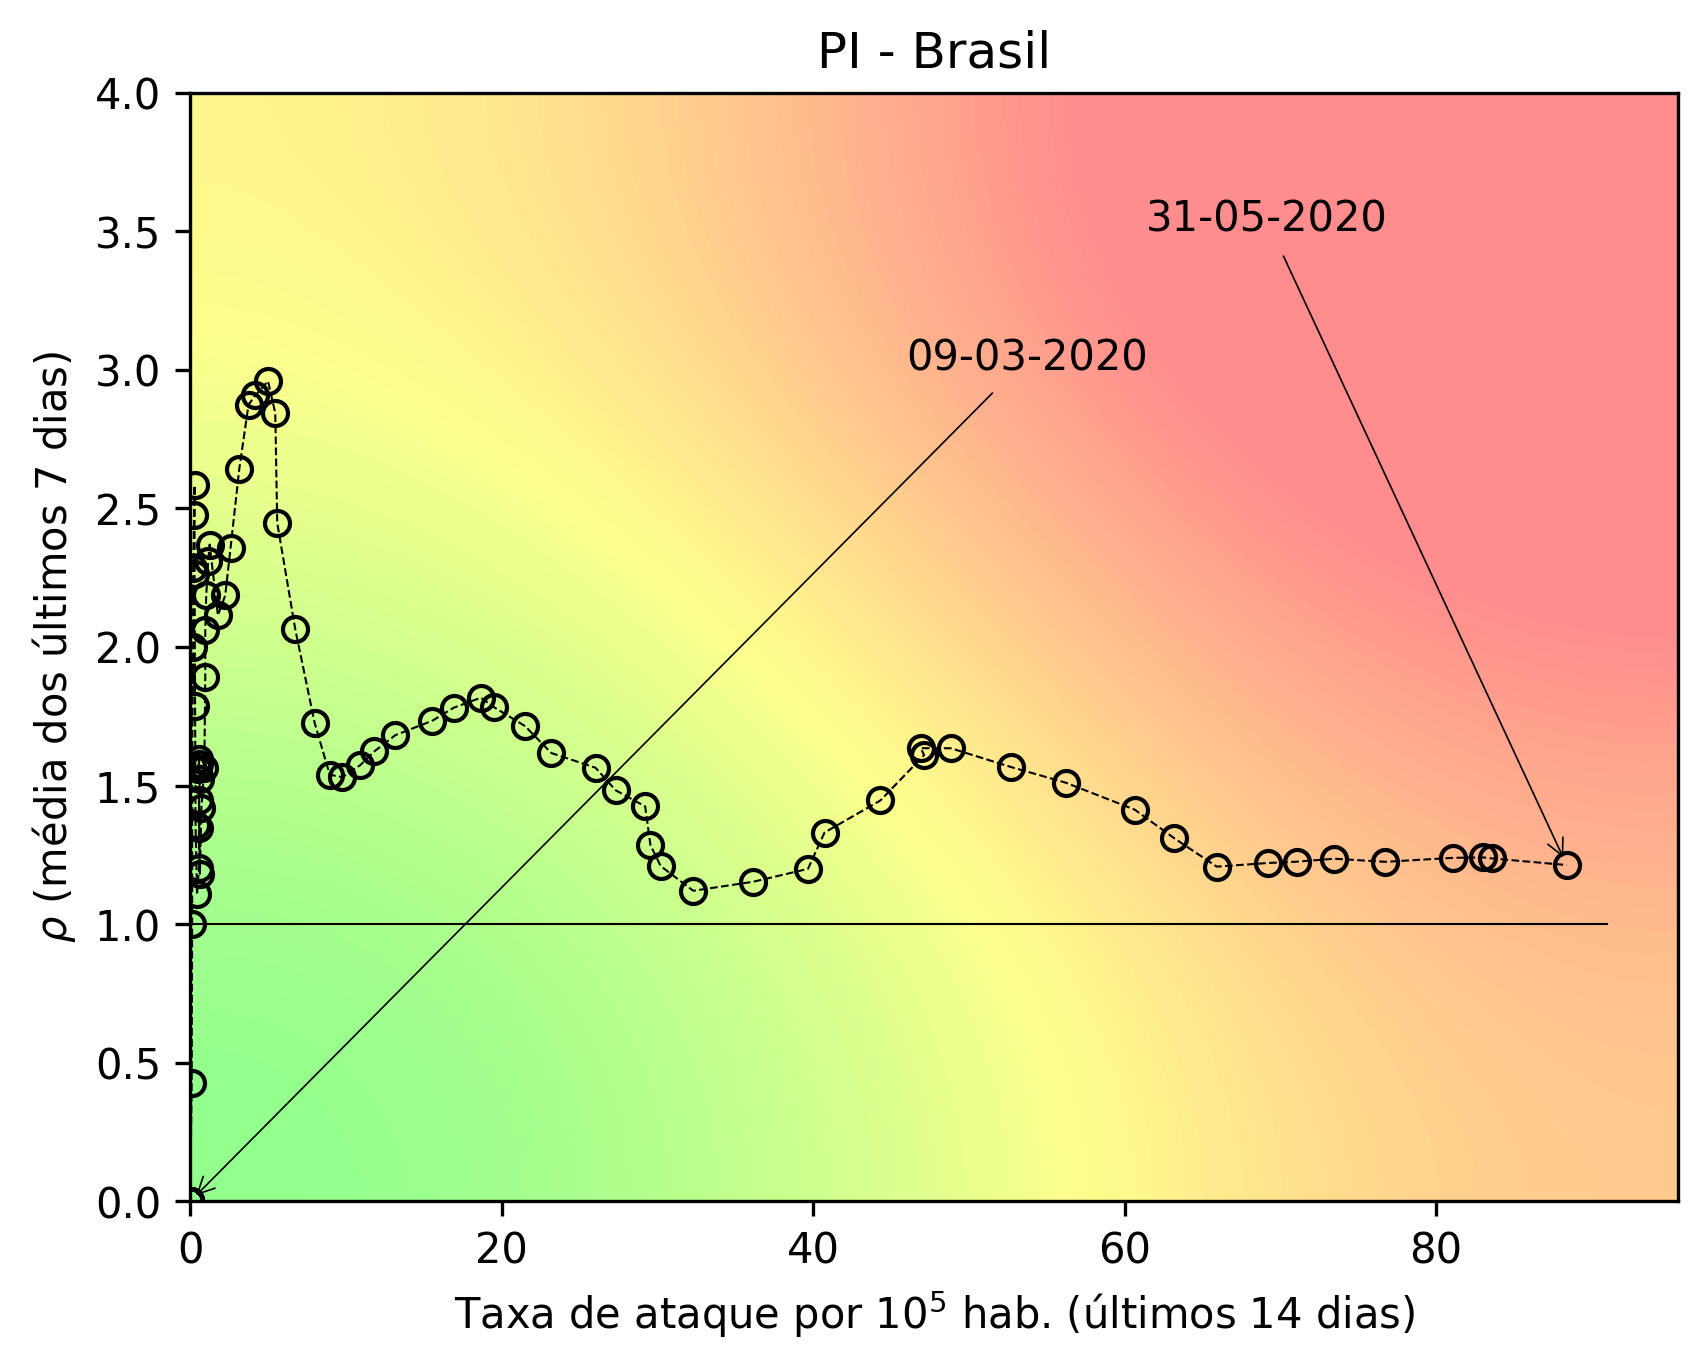 PI - Brasil
4.0
3.5
3.0
2.5
2.0
1.5
1.0
0.5
0.0
ρ (média dos últimos 7 dias)
31-05-2020
09-03-2020
0 20 40 60 80
Taxa de ataque por 10⁵ hab. (últimos 14 dias)